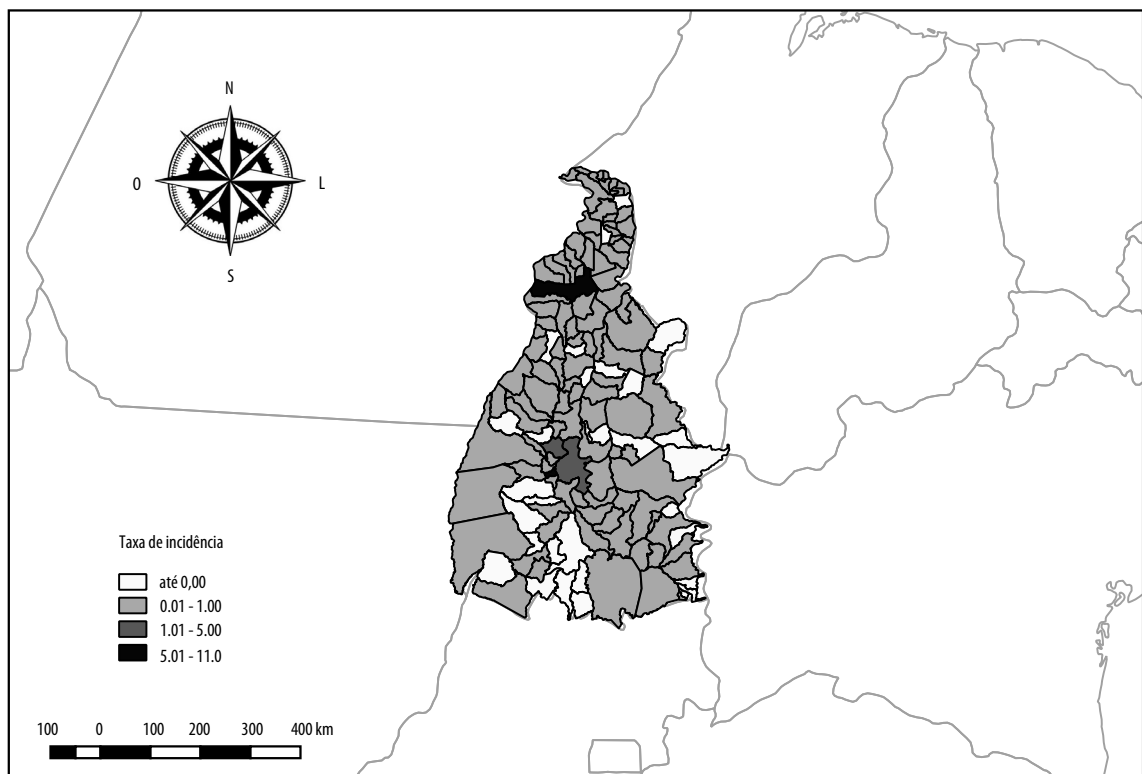 N
O
L
S
Taxa de incidência
até 0,00
0.01 - 1.00
1.01 - 5.00
5.01 - 11.0
100 0 100 200 300 400 km